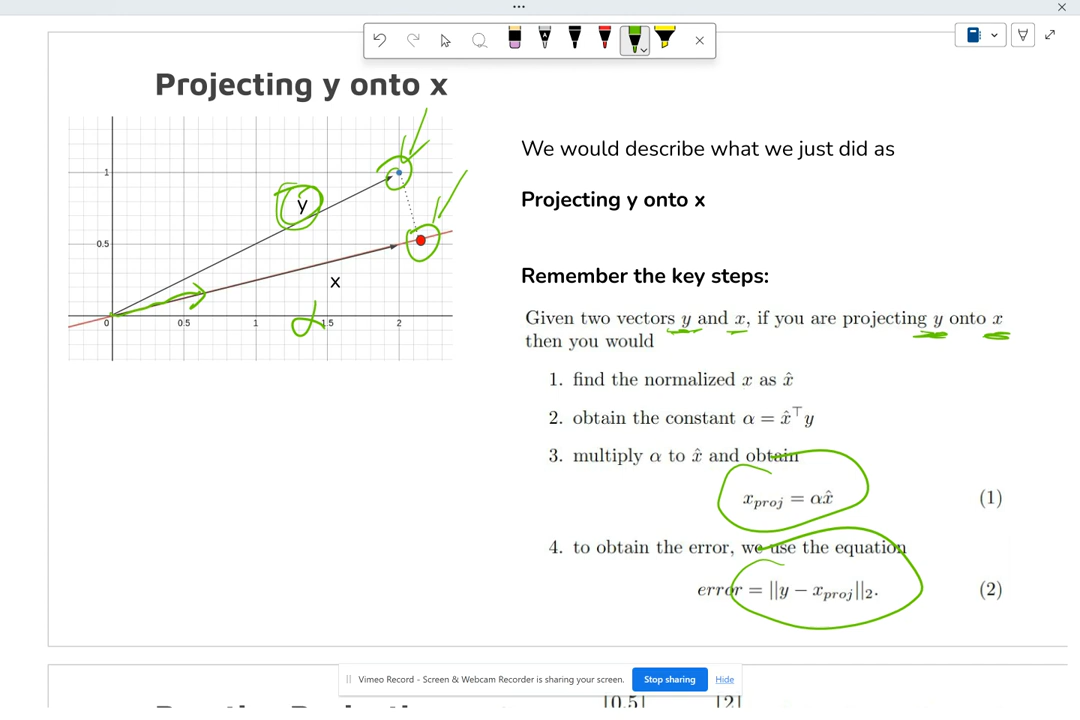 Projecting y onto x
1
y
0.5
x
0
0.5
1
1.5
2
α
We would describe what we just did as
Projecting y onto x
Remember the key steps:
Given two vectors y and x, if you are projecting y onto x
then you would
1. find the normalized x as x̂
2. obtain the constant α = x̂⊤y
3. multiply α to x̂ and obtain
x_proj = αx̂ (1)
4. to obtain the error, we use the equation
error = ||y − x_proj||₂. (2)
Vimeo Record - Screen & Webcam Recorder is sharing your screen. Stop sharing Hide